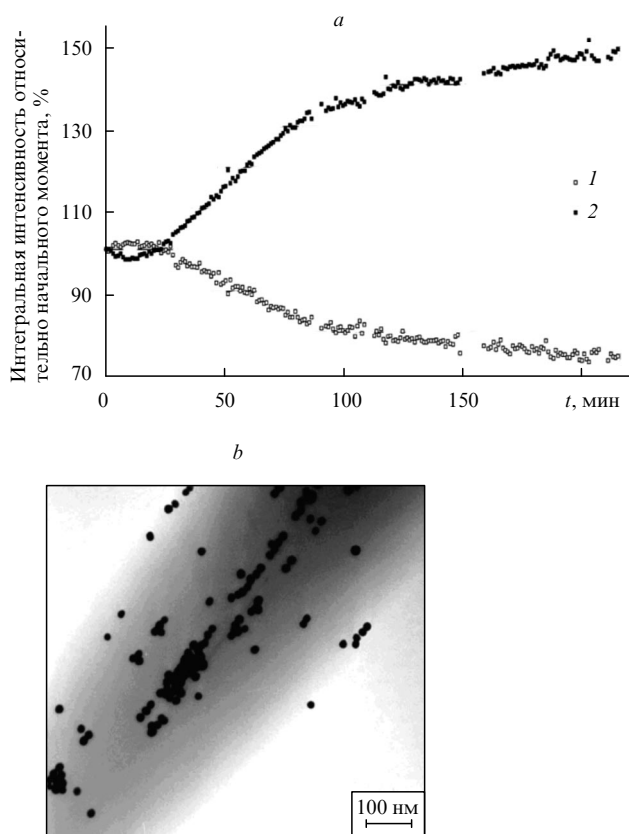 a
Интегральная интенсивность относи-
тельно начального момента, %
150
130
110
90
70
1
2
0
50
100
150
t, мин
b
100 нм